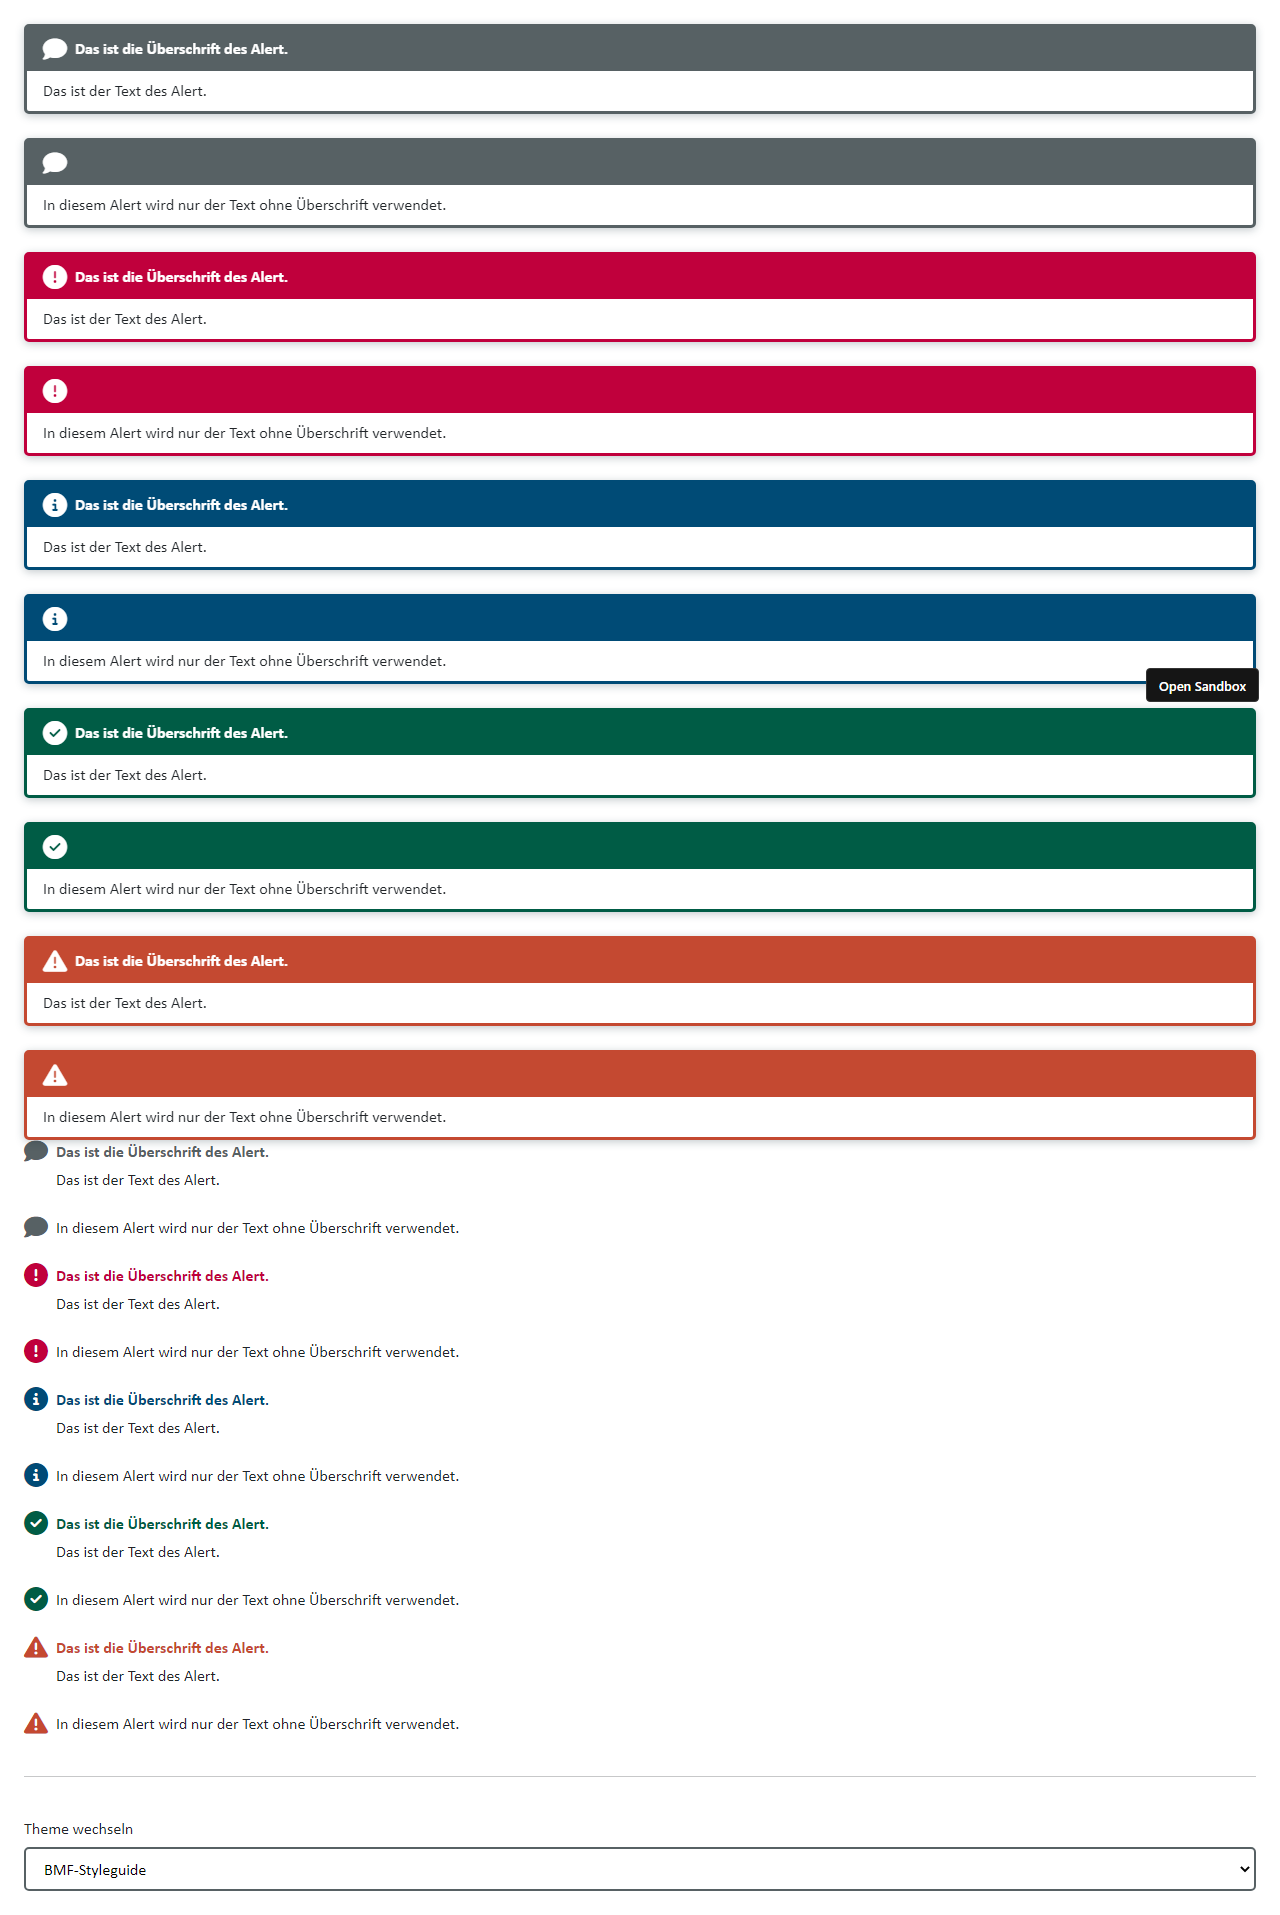 Das ist die Überschrift des Alert.
Das ist der Text des Alert.
In diesem Alert wird nur der Text ohne Überschrift verwendet.
Das ist die Überschrift des Alert.
Das ist der Text des Alert.
In diesem Alert wird nur der Text ohne Überschrift verwendet.
Das ist die Überschrift des Alert.
Das ist der Text des Alert.
In diesem Alert wird nur der Text ohne Überschrift verwendet.
Open Sandbox
Das ist die Überschrift des Alert.
Das ist der Text des Alert.
In diesem Alert wird nur der Text ohne Überschrift verwendet.
Das ist die Überschrift des Alert.
Das ist der Text des Alert.
In diesem Alert wird nur der Text ohne Überschrift verwendet.
Das ist die Überschrift des Alert.
Das ist der Text des Alert.
In diesem Alert wird nur der Text ohne Überschrift verwendet.
Das ist die Überschrift des Alert.
Das ist der Text des Alert.
In diesem Alert wird nur der Text ohne Überschrift verwendet.
Das ist die Überschrift des Alert.
Das ist der Text des Alert.
In diesem Alert wird nur der Text ohne Überschrift verwendet.
Das ist die Überschrift des Alert.
Das ist der Text des Alert.
In diesem Alert wird nur der Text ohne Überschrift verwendet.
Das ist die Überschrift des Alert.
Das ist der Text des Alert.
In diesem Alert wird nur der Text ohne Überschrift verwendet.
Theme wechseln
BMF-Styleguide